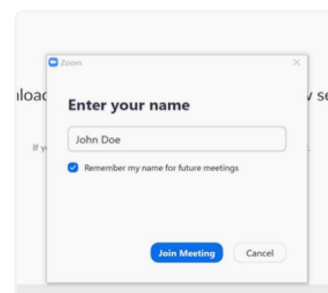 Zoom
Enter your name
John Doe
Remember my name for future meetings
Join Meeting
Cancel